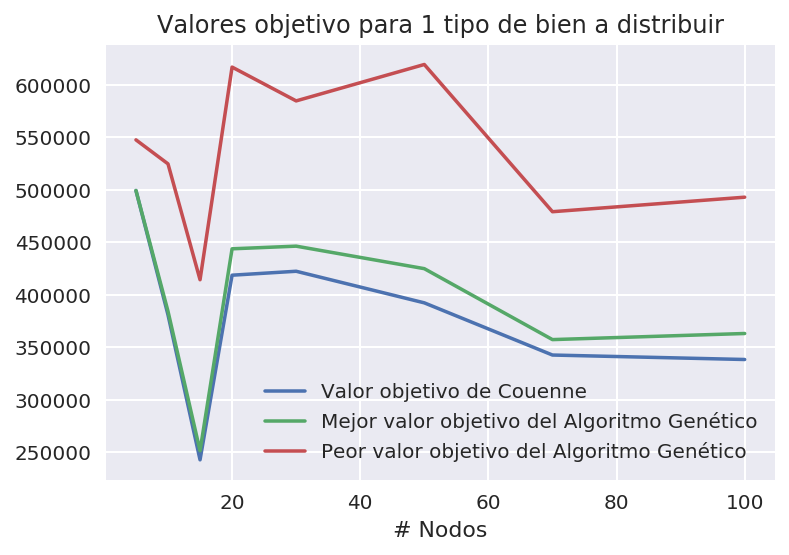 Valores objetivo para 1 tipo de bien a distribuir
600000
550000
500000
450000
400000
350000
300000
250000
Valor objetivo de Couenne
Mejor valor objetivo del Algoritmo Genético
Peor valor objetivo del Algoritmo Genético
20 40 60 80 100
# Nodos